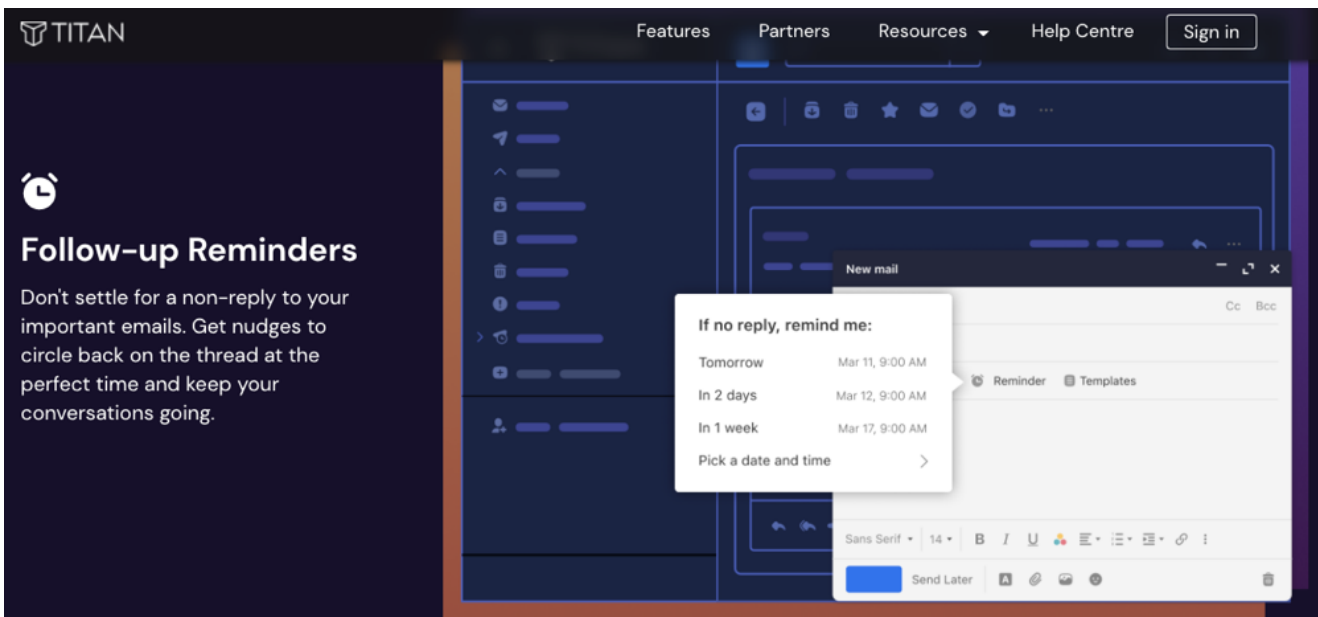 TITAN
Features Partners Resources Help Centre Sign in
Follow-up Reminders
Don't settle for a non-reply to your
important emails. Get nudges to
circle back on the thread at the
perfect time and keep your
conversations going.
New mail
Cc Bcc
If no reply, remind me:
Tomorrow Mar 11, 9:00 AM
In 2 days Mar 12, 9:00 AM
In 1 week Mar 17, 9:00 AM
Pick a date and time
Reminder Templates
Sans Serif 14 B I U
Send Later A